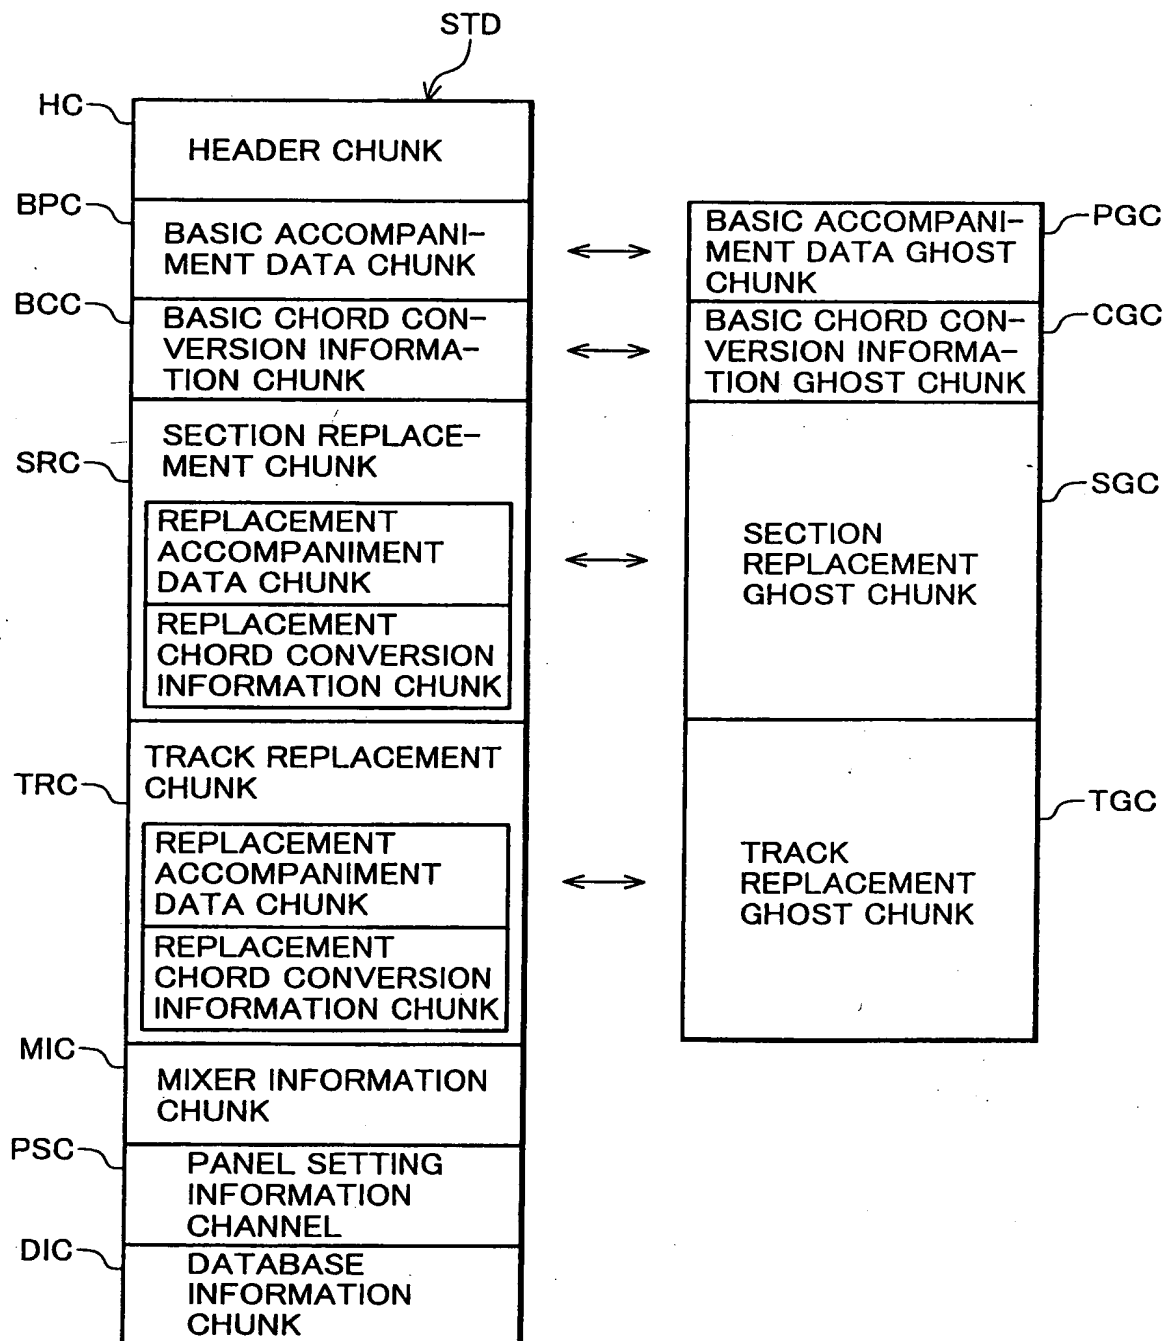 STD
HC
HEADER CHUNK
BPC
BASIC ACCOMPANI-
MENT DATA CHUNK
BCC
BASIC CHORD CON-
VERSION INFORMA-
TION CHUNK
SRC
SECTION REPLACE-
MENT CHUNK
REPLACEMENT
ACCOMPANIMENT
DATA CHUNK
REPLACEMENT
CHORD CONVERSION
INFORMATION CHUNK
TRC
TRACK REPLACEMENT
CHUNK
REPLACEMENT
ACCOMPANIMENT
DATA CHUNK
REPLACEMENT
CHORD CONVERSION
INFORMATION CHUNK
MIC
MIXER INFORMATION
CHUNK
PSC
PANEL SETTING
INFORMATION
CHANNEL
DIC
DATABASE
INFORMATION
CHUNK
BASIC ACCOMPANI-
MENT DATA GHOST
CHUNK
PGC
BASIC CHORD CON-
VERSION INFORMA-
TION GHOST CHUNK
CGC
SECTION
REPLACEMENT
GHOST CHUNK
SGC
TRACK
REPLACEMENT
GHOST CHUNK
TGC